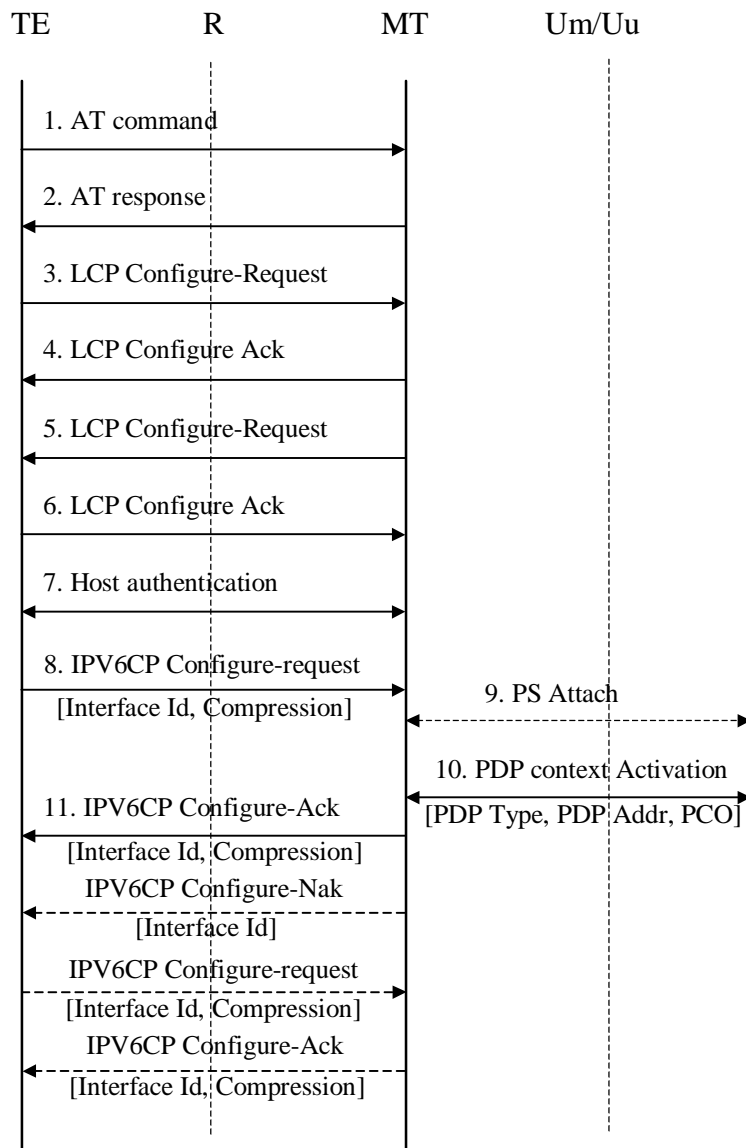 TE R MT Um/Uu
1. AT command
2. AT response
3. LCP Configure-Request
4. LCP Configure Ack
5. LCP Configure-Request
6. LCP Configure Ack
7. Host authentication
8. IPV6CP Configure-request
[Interface Id, Compression]
9. PS Attach
10. PDP context Activation
[PDP Type, PDP Addr, PCO]
11. IPV6CP Configure-Ack
[Interface Id, Compression]
IPV6CP Configure-Nak
[Interface Id]
IPV6CP Configure-request
[Interface Id, Compression]
IPV6CP Configure-Ack
[Interface Id, Compression]